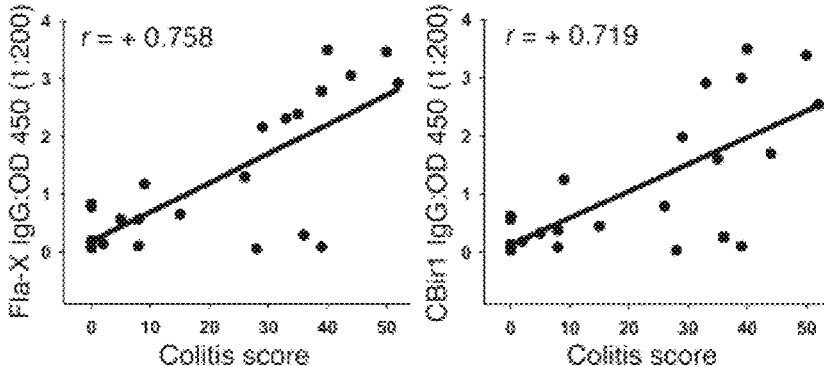 r = + 0.758
Fla-X IgG:OD 450 (1:200)
4
3
2
1
0
0 10 20 30 40 50
Colitis score
r = + 0.719
CBir1 IgG:OD 450 (1:200)
4
3
2
1
0
0 10 20 30 40 50
Colitis score